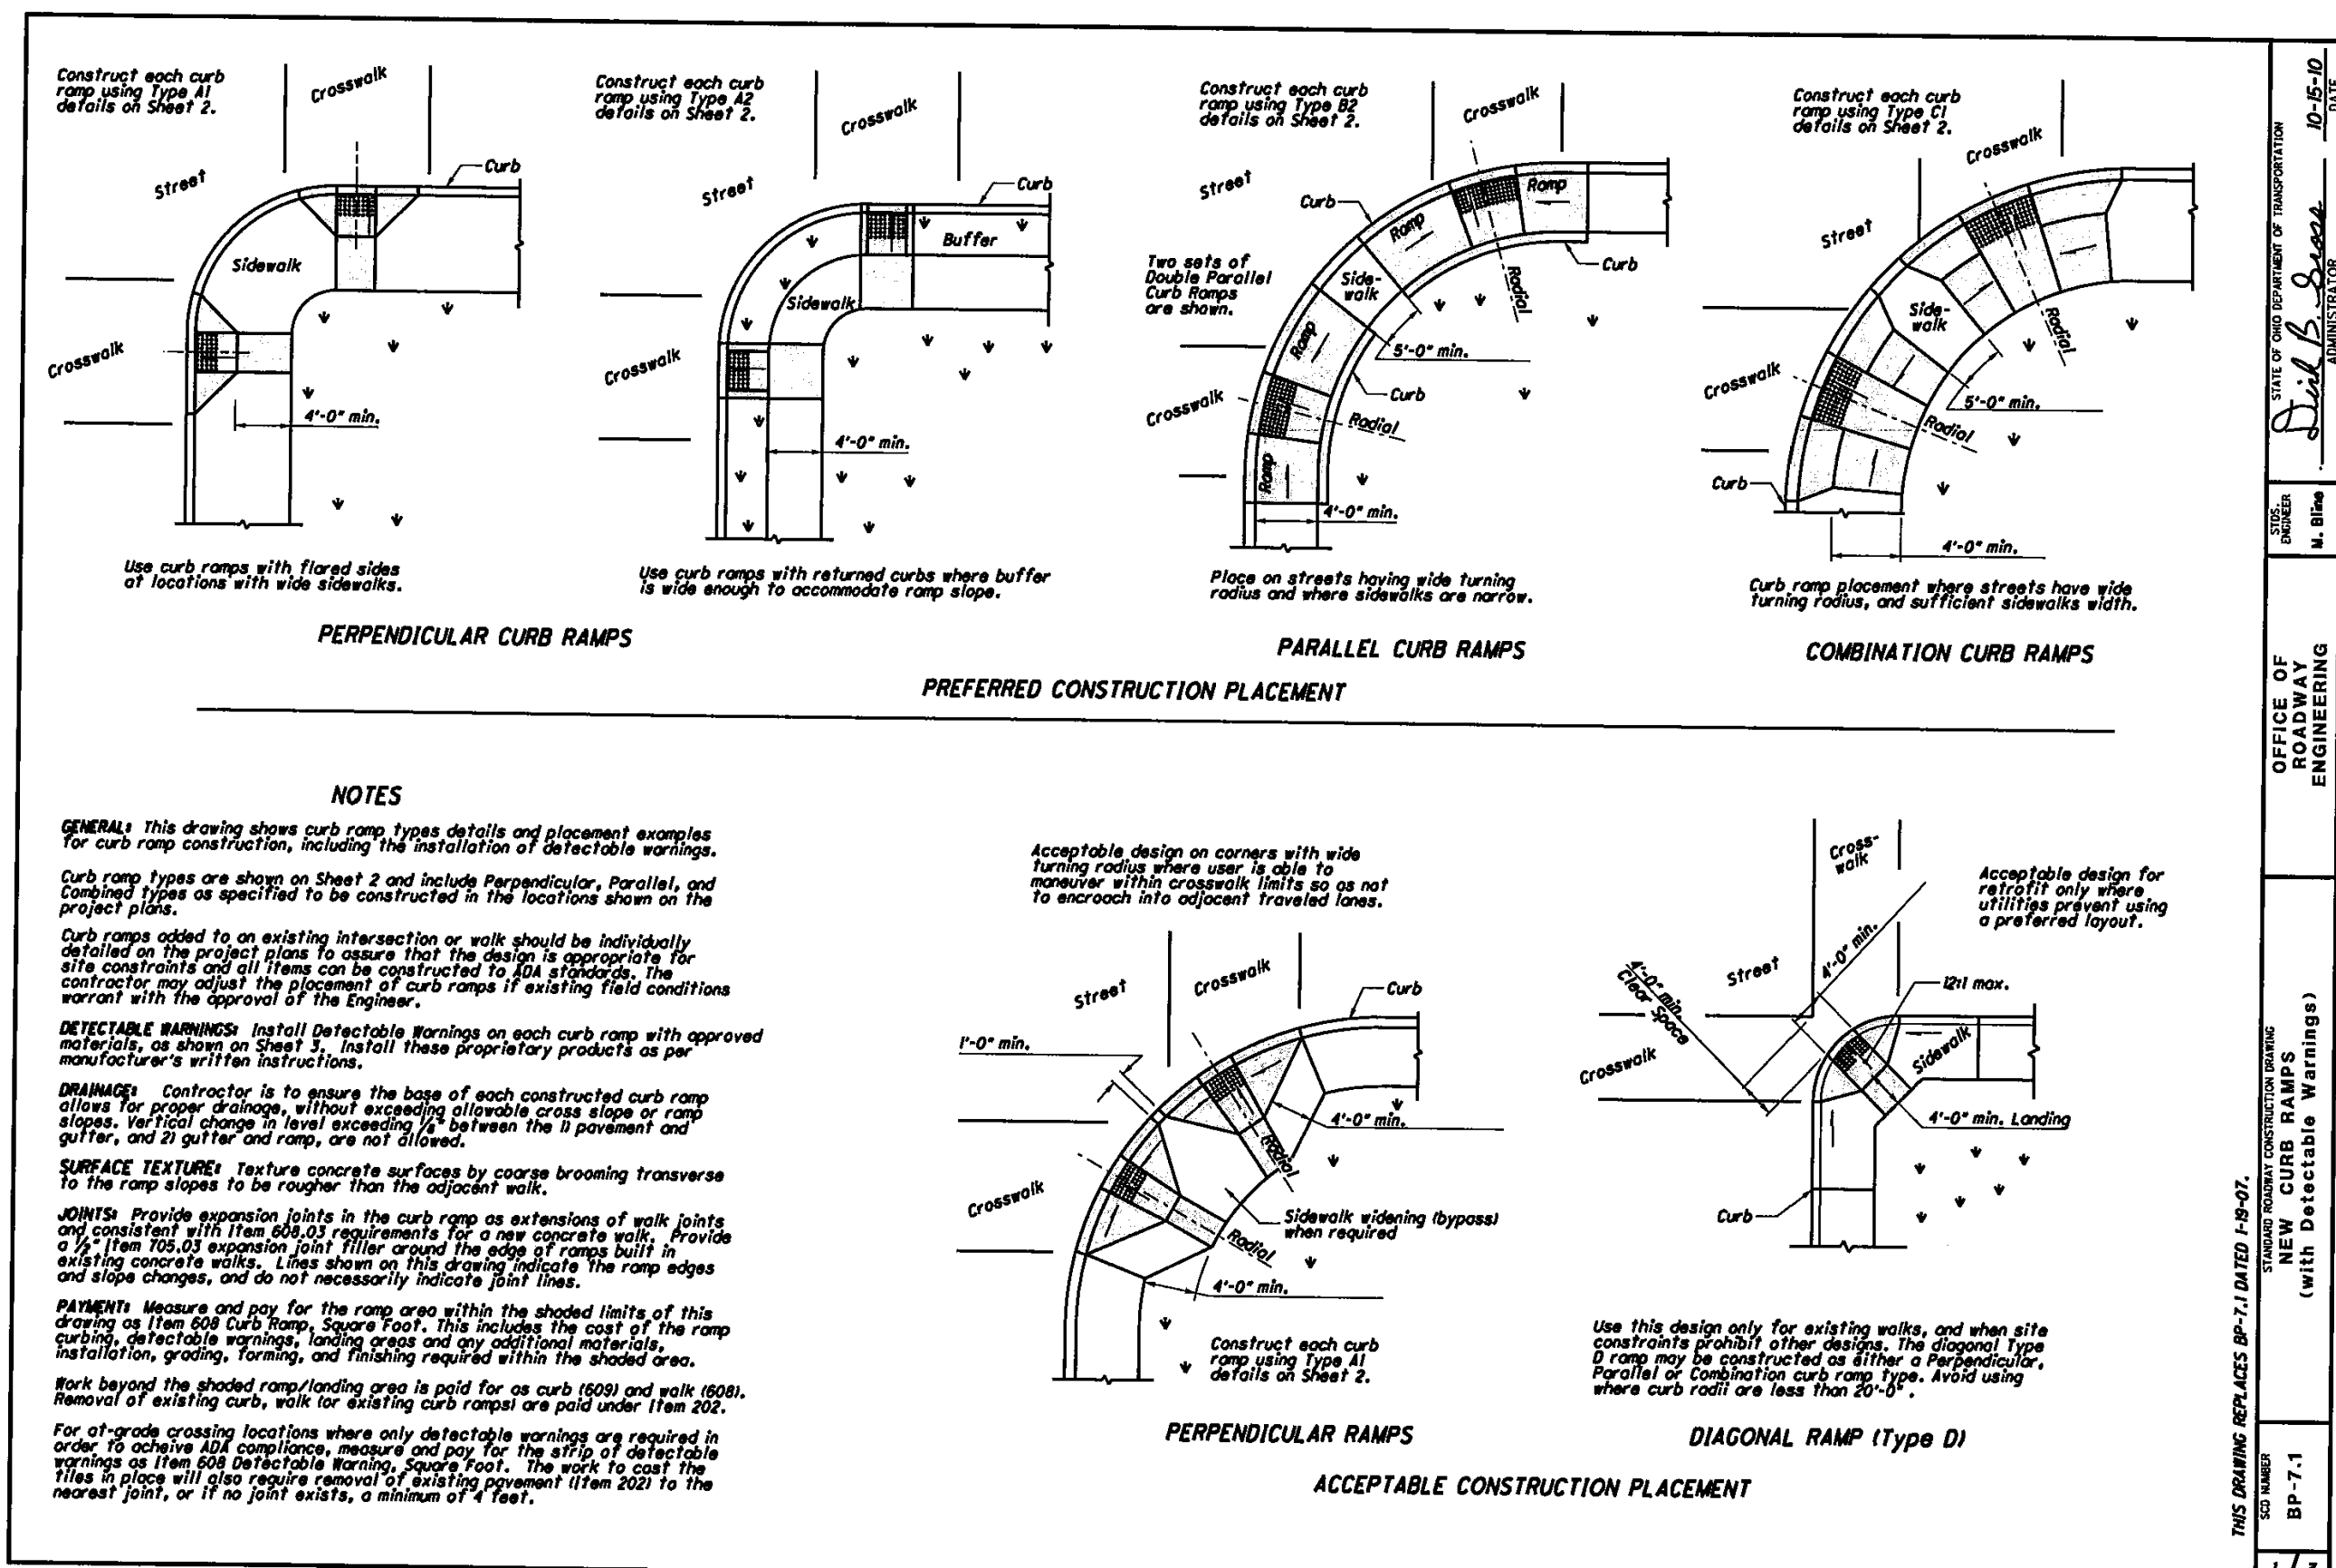 Construct each curb
ramp using Type A1
details on Sheet 2.
Crosswalk
Street
Curb
Sidewalk
Crosswalk
4'-0" min.
Use curb ramps with flared sides
at locations with wide sidewalks.
Construct each curb
ramp using Type A2
details on Sheet 2.
Crosswalk
Street
Curb
Buffer
Sidewalk
Crosswalk
4'-0" min.
Use curb ramps with returned curbs where buffer
is wide enough to accommodate ramp slope.
PERPENDICULAR CURB RAMPS
Construct each curb
ramp using Type B2
details on Sheet 2.
Crosswalk
Street
Curb
Ramp
Ramp
Curb
Two sets of
Double Parallel
Curb Ramps
are shown.
Side-
walk
Radial
Ramp
5'-0" min.
Curb
Crosswalk
Radial
Ramp
4'-0" min.
Place on streets having wide turning
radius and where sidewalks are narrow.
PARALLEL CURB RAMPS
Construct each curb
ramp using Type C1
details on Sheet 2.
Crosswalk
Street
Side-
walk
Radial
Crosswalk
5'-0" min.
Radial
Curb
4'-0" min.
Curb ramp placement where streets have wide
turning radius, and sufficient sidewalks width.
COMBINATION CURB RAMPS
PREFERRED CONSTRUCTION PLACEMENT
NOTES
GENERAL: This drawing shows curb ramp types details and placement examples
for curb ramp construction, including the installation of detectable warnings.
Curb ramp types are shown on Sheet 2 and include Perpendicular, Parallel, and
Combined types as specified to be constructed in the locations shown on the
project plans.
Curb ramps added to an existing intersection or walk should be individually
detailed on the project plans to assure that the design is appropriate for
site constraints and all items can be constructed to ADA standards. The
contractor may adjust the placement of curb ramps if existing field conditions
warrant with the approval of the Engineer.
DETECTABLE WARNINGS: Install Detectable Warnings on each curb ramp with approved
materials, as shown on Sheet 3. Install these proprietary products as per
manufacturer's written instructions.
DRAINAGE: Contractor is to ensure the base of each constructed curb ramp
allows for proper drainage, without exceeding allowable cross slope or ramp
slopes. Vertical change in level exceeding ⅛" between the 1) pavement and
gutter, and 2) gutter and ramp, are not allowed.
SURFACE TEXTURE: Texture concrete surfaces by coarse brooming transverse
to the ramp slopes to be rougher than the adjacent walk.
JOINTS: Provide expansion joints in the curb ramp as extensions of walk joints
and consistent with Item 608.03 requirements for a new concrete walk. Provide
a ½" Item 705.03 expansion joint filler around the edge of ramps built in
existing concrete walks. Lines shown on this drawing indicate the ramp edges
and slope changes, and do not necessarily indicate joint lines.
PAYMENT: Measure and pay for the ramp area within the shaded limits of this
drawing as Item 608 Curb Ramp, Square Foot. This includes the cost of the ramp
curbing, detectable warnings, landing areas and any additional materials,
installation, grading, forming, and finishing required within the shaded area.
Work beyond the shaded ramp/landing area is paid for as curb (609) and walk (608).
Removal of existing curb, walk (or existing curb ramps) are paid under Item 202.
For at-grade crossing locations where only detectable warnings are required in
order to acheive ADA compliance, measure and pay for the strip of detectable
warnings as Item 608 Detectable Warning, Square Foot. The work to cast the
tiles in place will also require removal of existing pavement (Item 202) to the
nearest joint, or if no joint exists, a minimum of 4 feet.
Acceptable design on corners with wide
turning radius where user is able to
maneuver within crosswalk limits so as not
to encroach into adjacent traveled lanes.
Street
Crosswalk
Curb
1'-0" min.
4'-0" min.
Radial
Crosswalk
Sidewalk widening (bypass)
when required
Radial
4'-0" min.
Construct each curb
ramp using Type A1
details on Sheet 2.
PERPENDICULAR RAMPS
Cross-
walk
Acceptable design for
retrofit only where
utilities prevent using
a preferred layout.
4'-0" min.
Street
4'-0" min.
Clear Space
12:1 max.
Sidewalk
Crosswalk
4'-0" min. Landing
Curb
Use this design only for existing walks, and when site
constraints prohibit other designs. The diagonal Type
D ramp may be constructed as either a Perpendicular,
Parallel or Combination curb ramp type. Avoid using
where curb radii are less than 20'-0".
DIAGONAL RAMP (Type D)
ACCEPTABLE CONSTRUCTION PLACEMENT
THIS DRAWING REPLACES BP-7.1 DATED 1-19-07.
STATE OF OHIO DEPARTMENT OF TRANSPORTATION
10-15-10
DATE
ADMINISTRATOR
STDS.
ENGINEER
M. Bline
OFFICE OF
ROADWAY
ENGINEERING
STANDARD ROADWAY CONSTRUCTION DRAWING
NEW CURB RAMPS
(with Detectable Warnings)
SCD NUMBER
BP-7.1